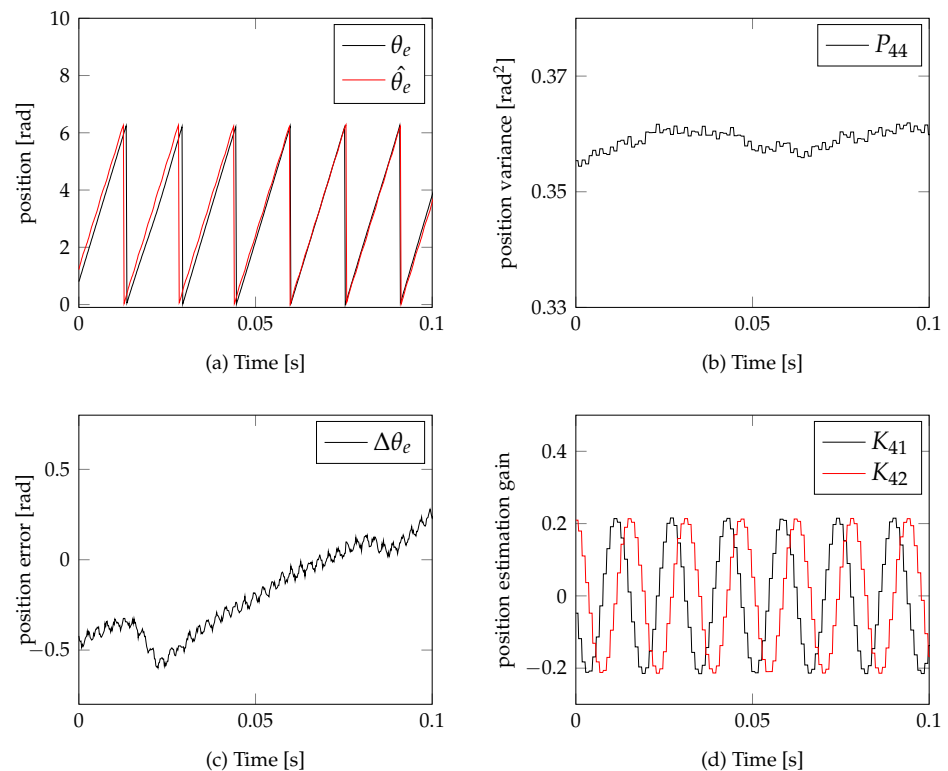 10
8
6
4
2
0
position [rad]
θ_e
θ̂_e
0
0.05
0.1
(a) Time [s]
0.37
0.35
0.33
position variance [rad²]
P₄₄
0
0.05
0.1
(b) Time [s]
0.5
0
−0.5
position error [rad]
Δθ_e
0
0.05
0.1
(c) Time [s]
0.4
0.2
0
−0.2
position estimation gain
K₄₁
K₄₂
0
0.05
0.1
(d) Time [s]